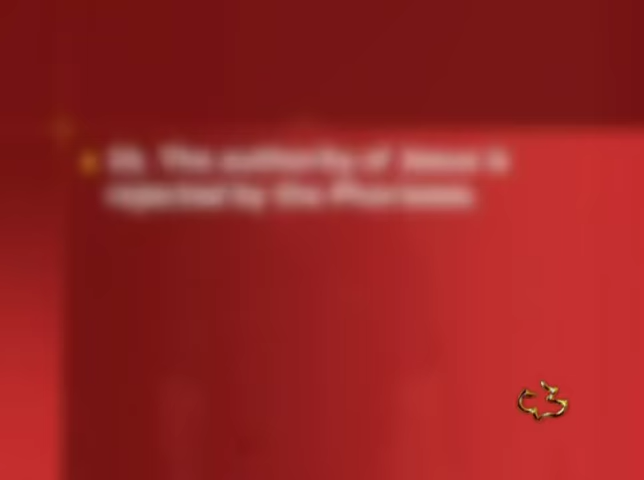 The authority of Jesus is
rejected by the Pharisees.